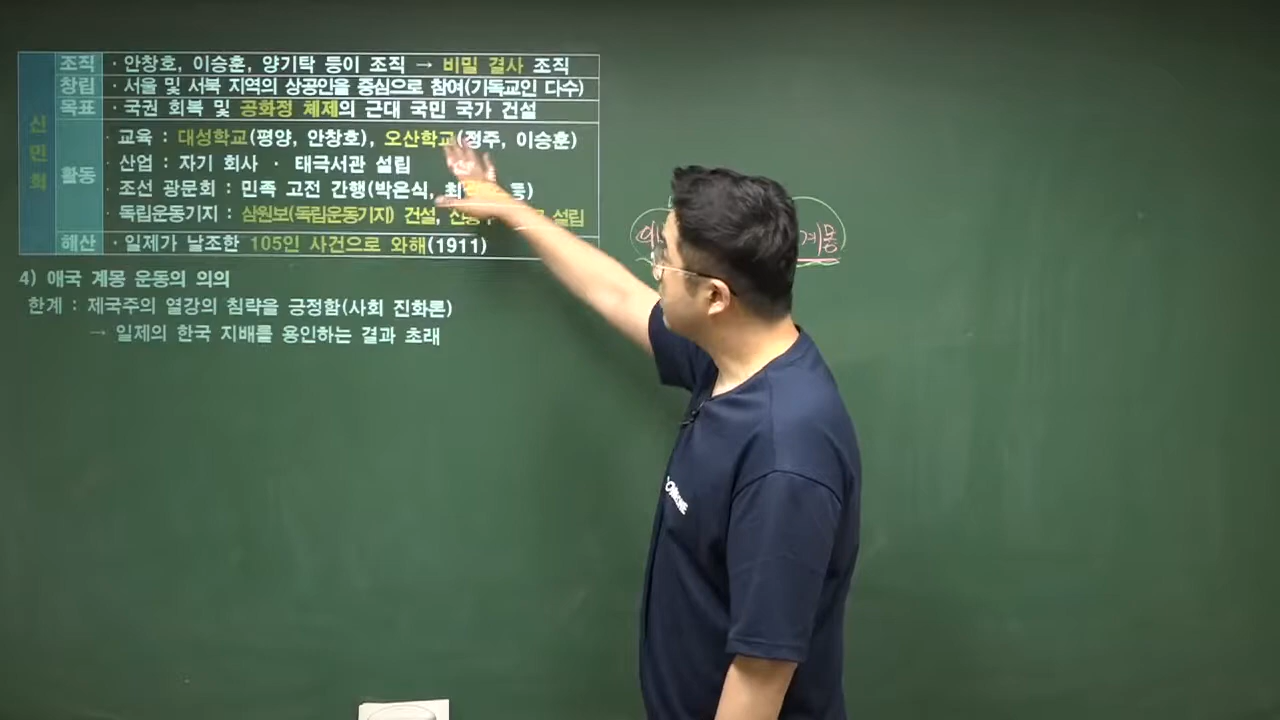 신민회
조직 · 안창호, 이승훈, 양기탁 등이 조직 → 비밀 결사 조직
창립 · 서울 및 서북 지역의 상공인을 중심으로 참여(기독교인 다수)
목표 · 국권 회복 및 공화정 체제의 근대 국민 국가 건설
활동 · 교육 : 대성학교(평양, 안창호), 오산학교(정주, 이승훈)
· 산업 : 자기 회사 · 태극서관 설립
· 조선 광문회 : 민족 고전 간행(박은식, 최 등)
· 독립운동기지 : 삼원보(독립운동기지) 건설, 설립
해산 · 일제가 날조한 105인 사건으로 와해(1911)
4) 애국 계몽 운동의 의의
한계 : 제국주의 열강의 침략을 긍정함(사회 진화론)
→ 일제의 한국 지배를 용인하는 결과 초래
계몽